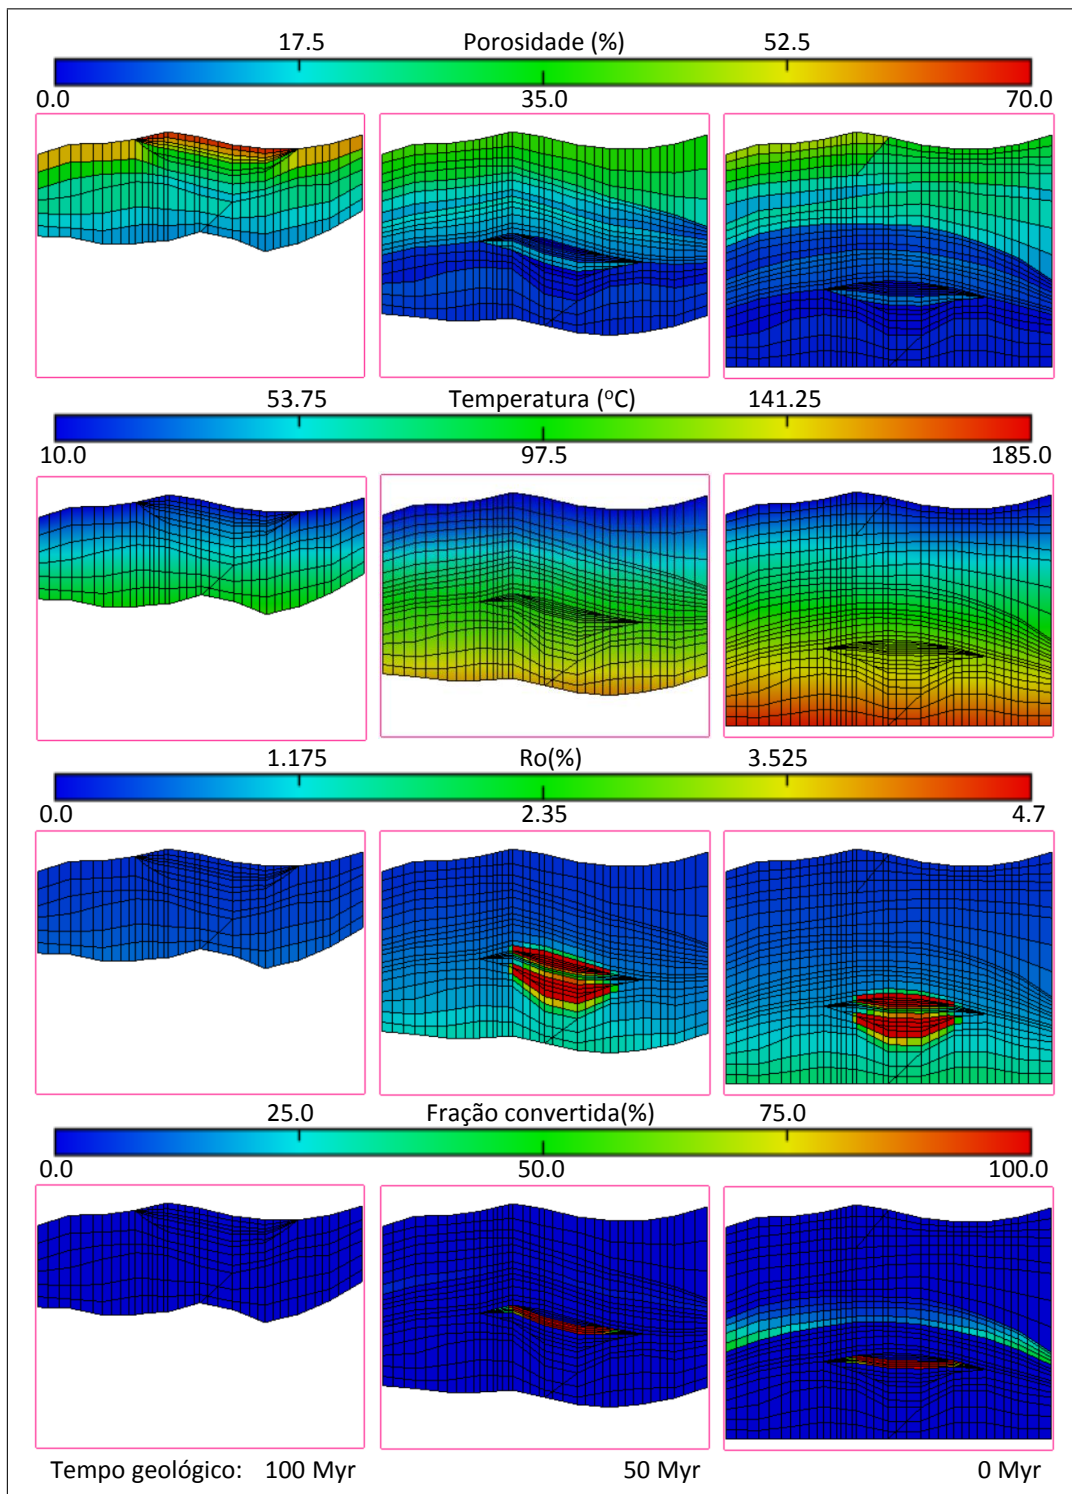 17.5 Porosidade (%) 52.5
0.0 35.0 70.0
53.75 Temperatura (ºC) 141.25
10.0 97.5 185.0
1.175 Ro(%) 3.525
0.0 2.35 4.7
25.0 Fração convertida(%) 75.0
0.0 50.0 100.0
Tempo geológico: 100 Myr 50 Myr 0 Myr